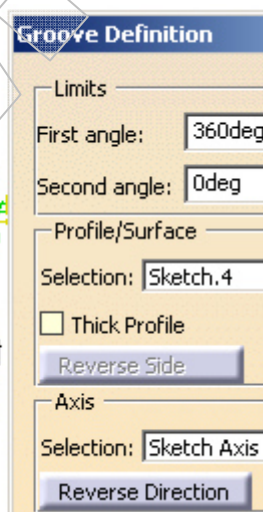 Groove Definition
Limits
First angle: 360deg
Second angle: 0deg
Profile/Surface
Selection: Sketch.4
Thick Profile
Reverse Side
Axis
Selection: Sketch Axis
Reverse Direction